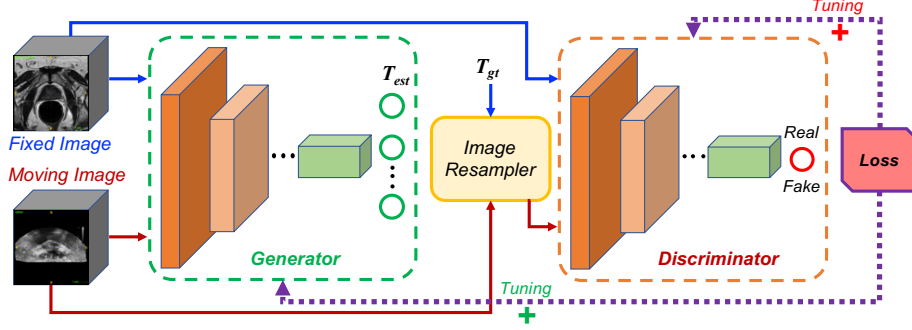 Tuning
+
T_est
T_gt
Fixed Image
Image
Resampler
Real
Fake
Loss
Moving Image
Generator
Discriminator
Tuning
+